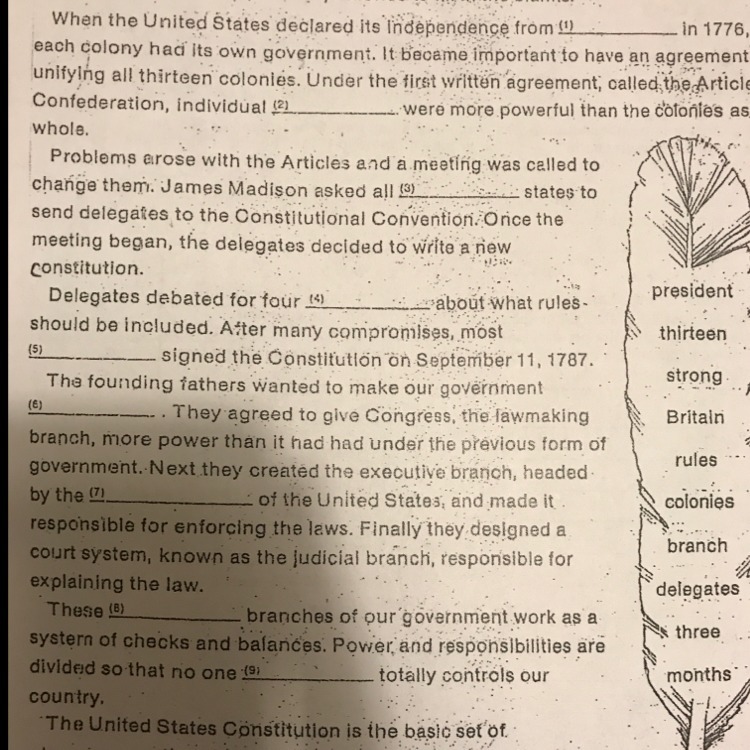 When the United States declared its independence from (1)____________ in 1776,
each colony had its own government. It became important to have an agreement
unifying all thirteen colonies. Under the first written agreement, called the Article
Confederation, individual (2)____________ were more powerful than the colonies as
whole.
Problems arose with the Articles and a meeting was called to
change them. James Madison asked all (3)____________ states to
send delegates to the Constitutional Convention. Once the
meeting began, the delegates decided to write a new
constitution.
Delegates debated for four (4)____________ about what rules
should be included. After many compromises, most
(5)____________ signed the Constitution on September 11, 1787.
The founding fathers wanted to make our government
(6)____________ . They agreed to give Congress, the lawmaking
branch, more power than it had had under the previous form of
government. Next they created the executive branch, headed
by the (7)____________ of the United States, and made it
responsible for enforcing the laws. Finally they designed a
court system, known as the judicial branch, responsible for
explaining the law.
These (8)____________ branches of our government work as a
system of checks and balances. Power and responsibilities are
divided so that no one (9)____________ totally controls our
country.
The United States Constitution is the basic set of
president
thirteen
strong
Britain
rules
colonies
branch
delegates
three
months